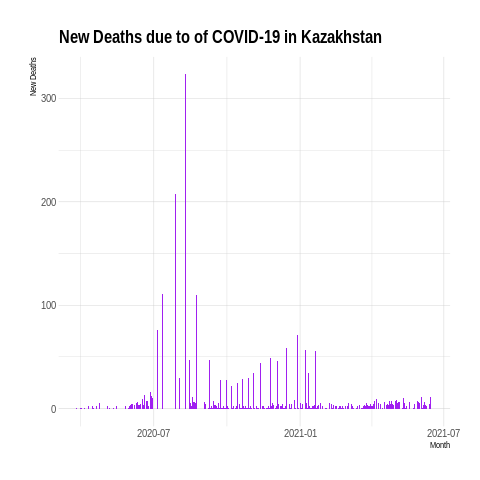 New Deaths due to of COVID-19 in Kazakhstan
New Deaths
300
200
100
0
2020-07
2021-01
2021-07
Month